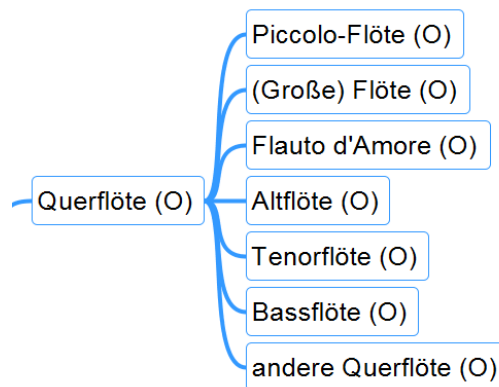 Piccolo-Flöte (O)
(Große) Flöte (O)
Flauto d'Amore (O)
Querflöte (O)
Altflöte (O)
Tenorflöte (O)
Bassflöte (O)
andere Querflöte (O)